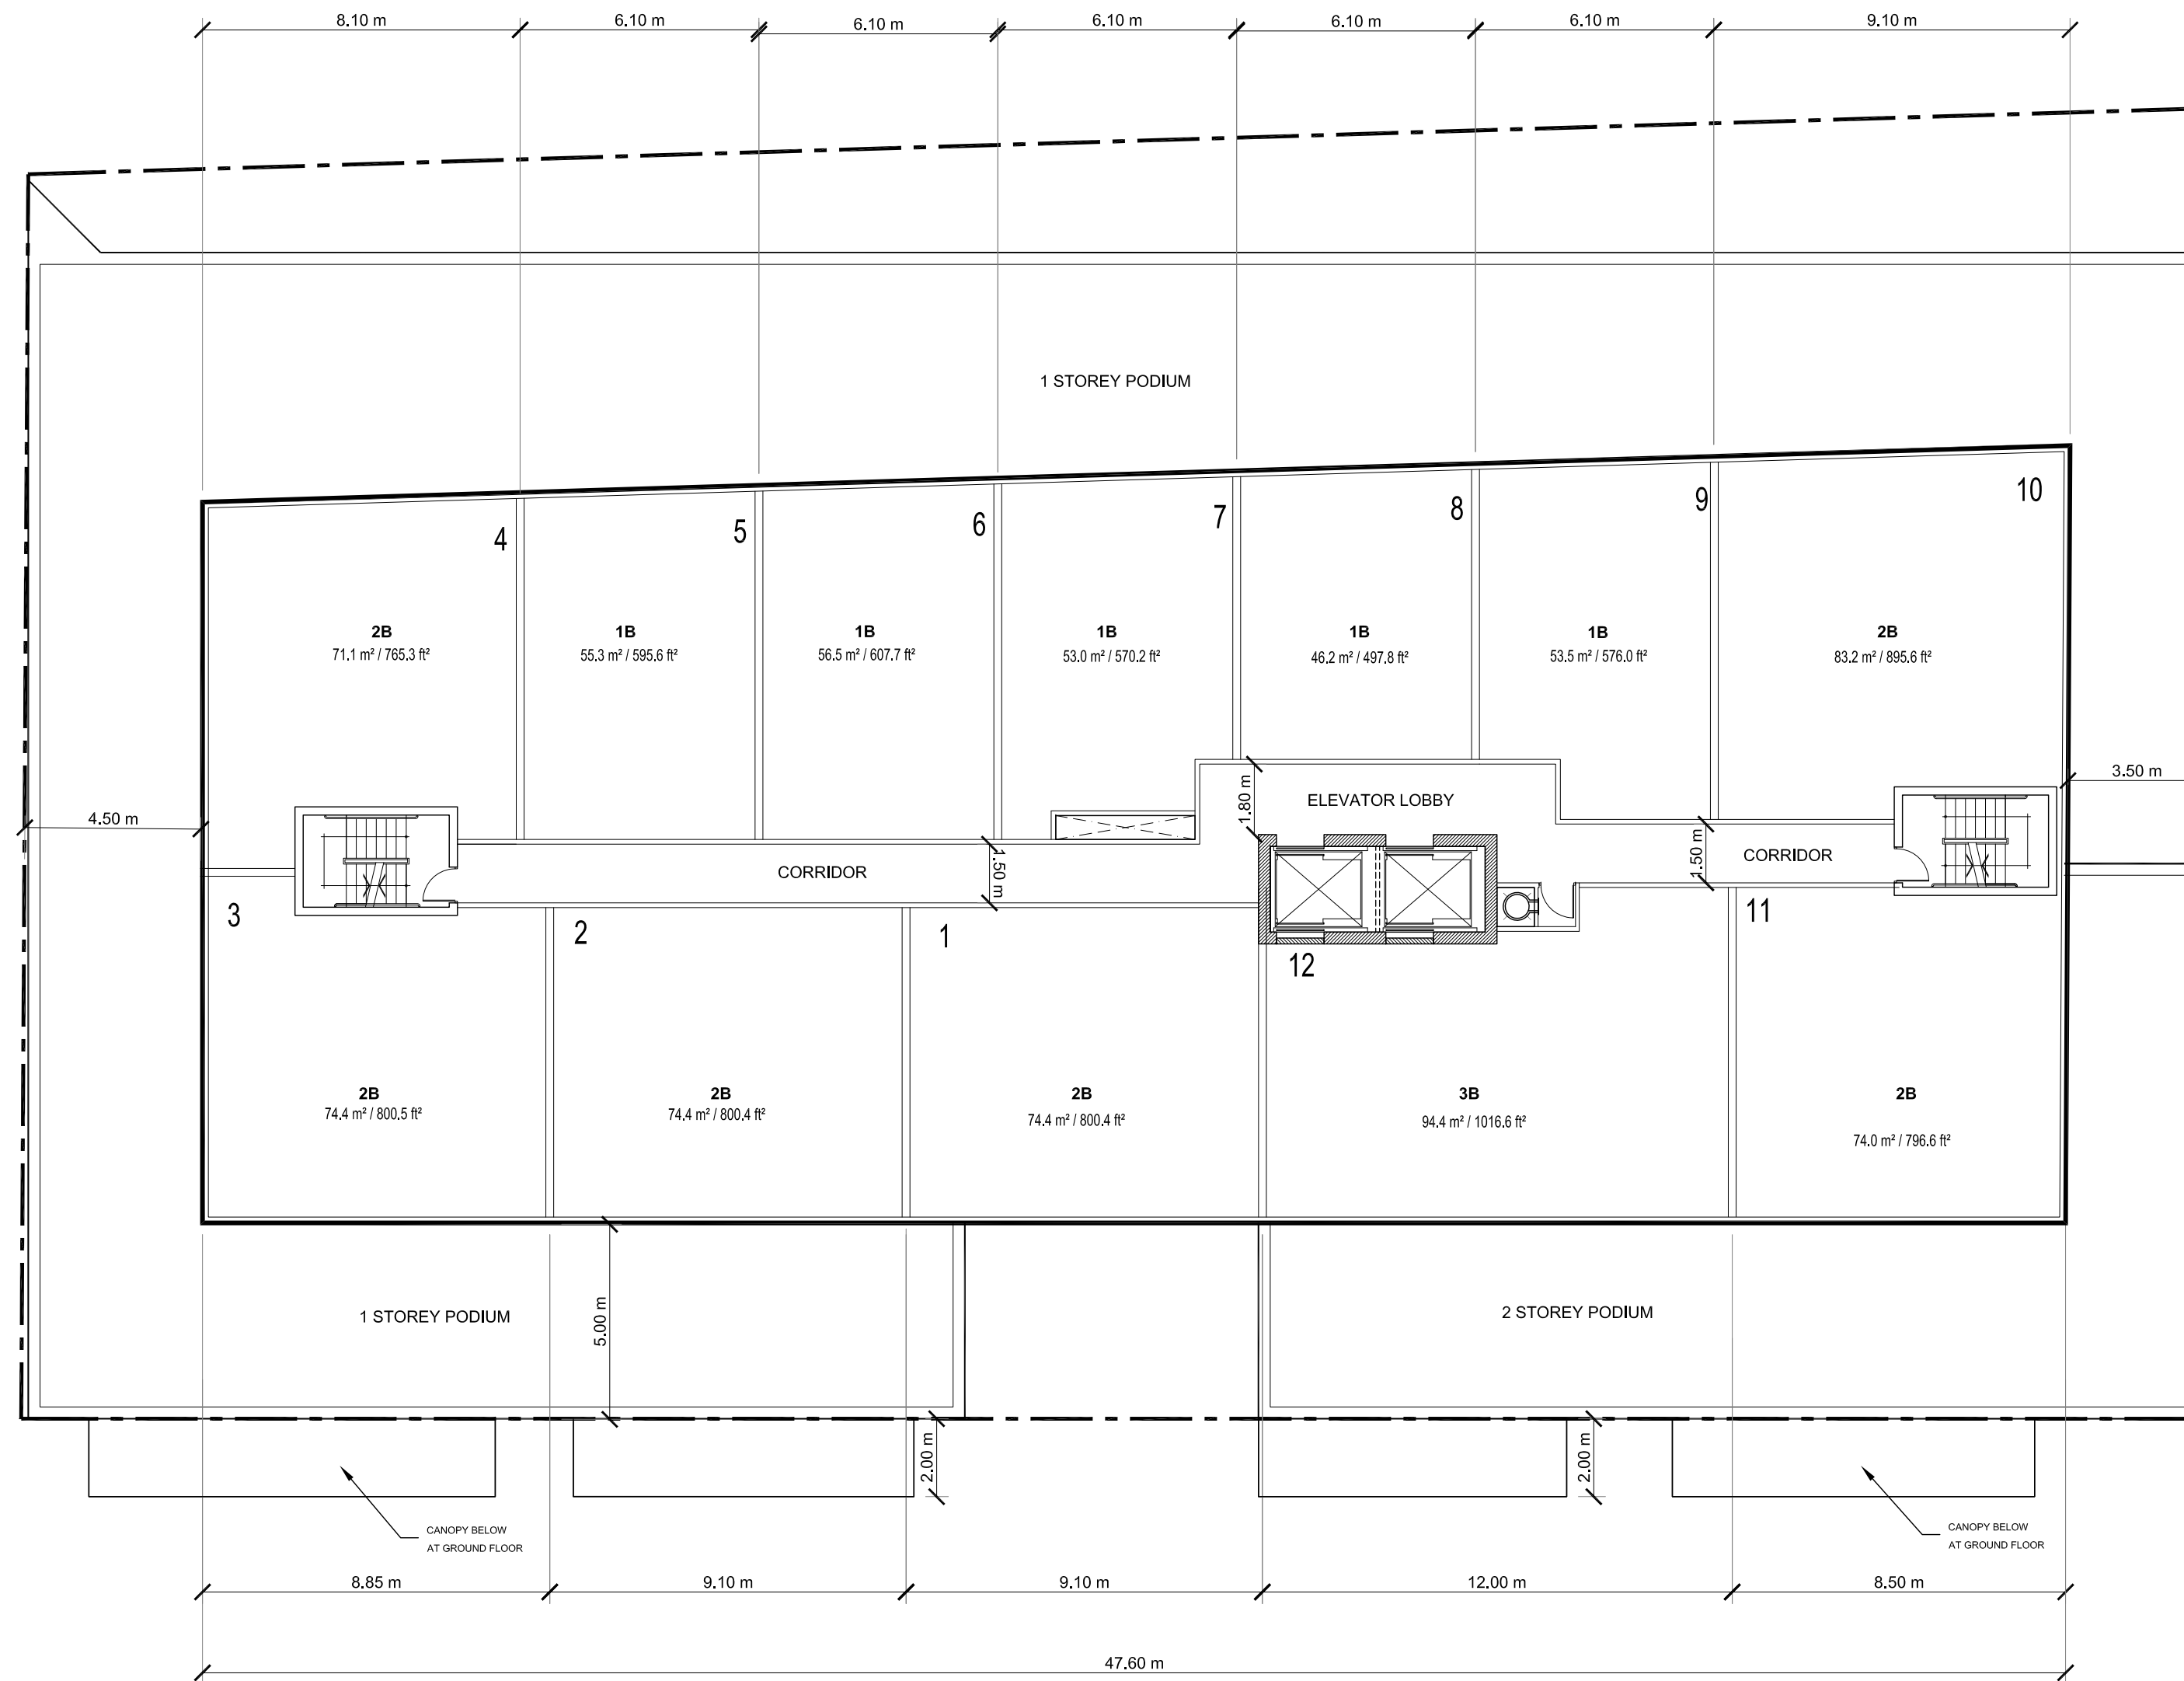 8.10 m
6.10 m
6.10 m
6.10 m
6.10 m
6.10 m
9.10 m
1 STOREY PODIUM
4
5
6
7
8
9
10
2B
71.1 m² / 765.3 ft²
1B
55.3 m² / 595.6 ft²
1B
56.5 m² / 607.7 ft²
1B
53.0 m² / 570.2 ft²
1B
46.2 m² / 497.8 ft²
1B
53.5 m² / 576.0 ft²
2B
83.2 m² / 895.6 ft²
4.50 m
1.80 m
ELEVATOR LOBBY
3.50 m
CORRIDOR
1.50 m
1.50 m
CORRIDOR
3
2
1
12
11
2B
74.4 m² / 800.5 ft²
2B
74.4 m² / 800.4 ft²
2B
74.4 m² / 800.4 ft²
3B
94.4 m² / 1016.6 ft²
2B
74.0 m² / 796.6 ft²
1 STOREY PODIUM
5.00 m
2 STOREY PODIUM
2.00 m
2.00 m
CANOPY BELOW
AT GROUND FLOOR
CANOPY BELOW
AT GROUND FLOOR
8.85 m
9.10 m
9.10 m
12.00 m
8.50 m
47.60 m